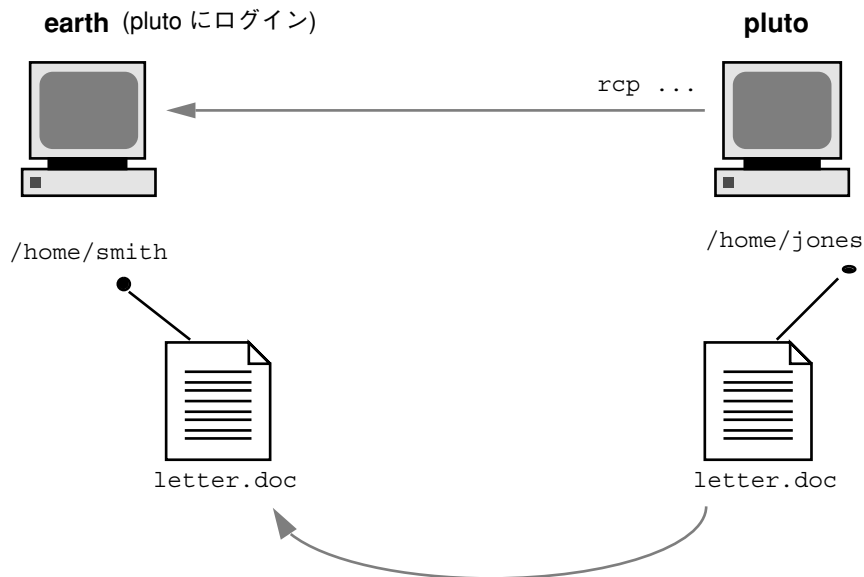 earth (pluto にログイン)
pluto
rcp ...
/home/smith
/home/jones
letter.doc
letter.doc